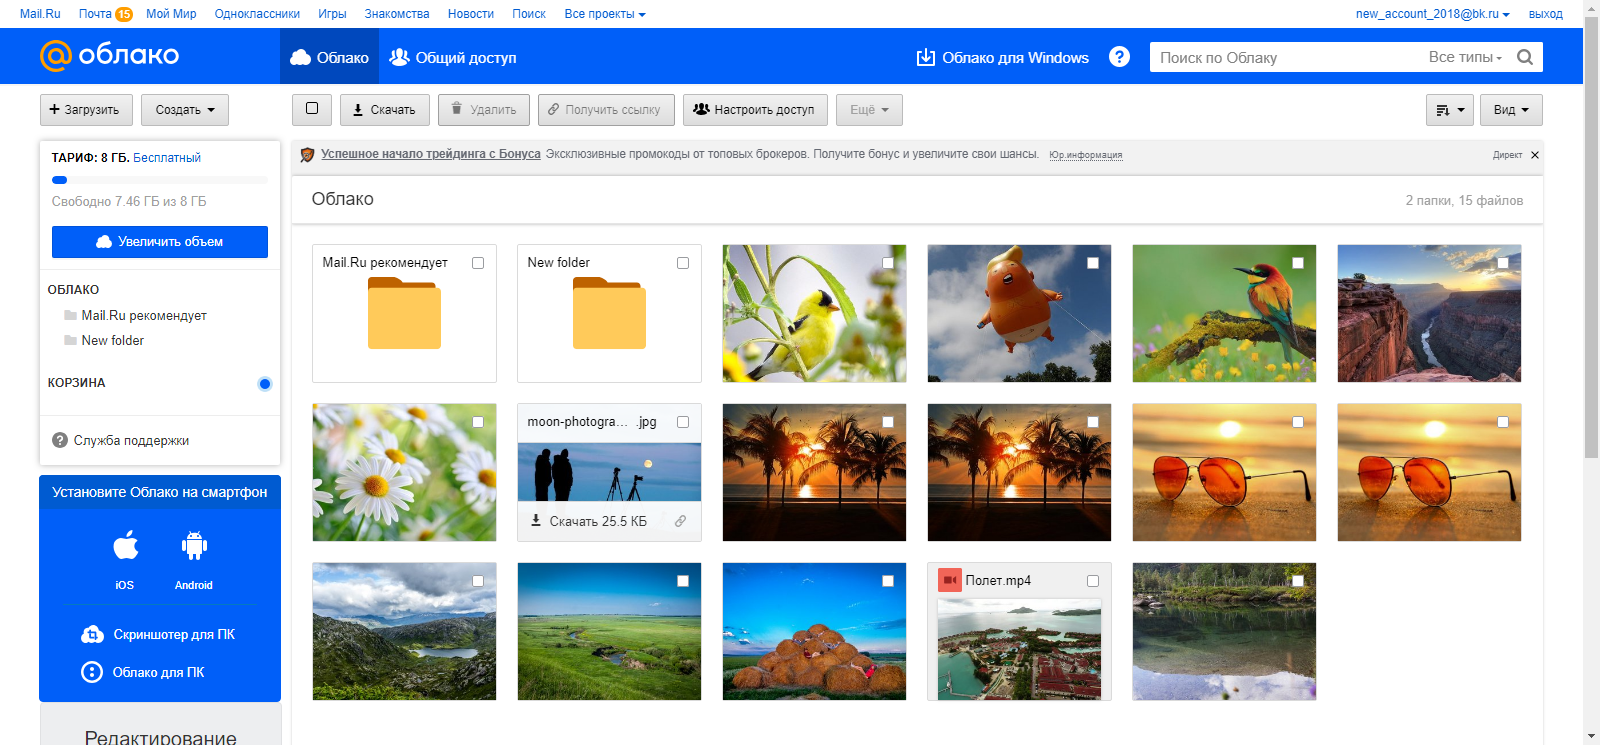 Mail.Ru Почта 15 Мой Мир Одноклассники Игры Знакомства Новости Поиск Все проекты new_account_2018@bk.ru выход
@облако Облако Общий доступ Облако для Windows ? Поиск по Облаку Все типы
+ Загрузить Создать Скачать Удалить Получить ссылку Настроить доступ Ещё Вид
ТАРИФ: 8 ГБ. Бесплатный
Свободно 7.46 ГБ из 8 ГБ
Увеличить объем
ОБЛАКО
Mail.Ru рекомендует
New folder
КОРЗИНА
? Служба поддержки
Установите Облако на смартфон
iOS Android
Скриншотер для ПК
Облако для ПК
Редактирование
Успешное начало трейдинга с Бонуса Эксклюзивные промокоды от топовых брокеров. Получите бонус и увеличите свои шансы. Юр.информация Директ
Облако 2 папки, 15 файлов
Mail.Ru рекомендует New folder
moon-photogra… .jpg
Скачать 25.5 КБ
Полет.mp4